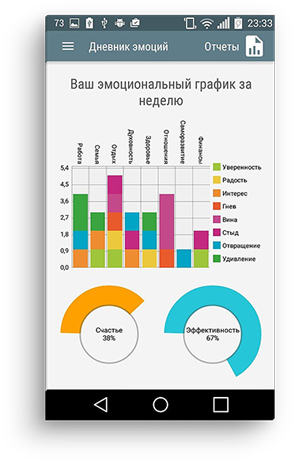 73 23:33
Дневник эмоций Отчеты
Ваш эмоциональный график за
неделю
Работа Семья Отдых Духовность Здоровье Отношения Саморазвитие Финансы
5,4
4,5
3,6
2,7
1,8
0,9
0,0
Уверенность
Радость
Интерес
Гнев
Вина
Стыд
Отвращение
Удивление
Счастье
38%
Эффективность
67%